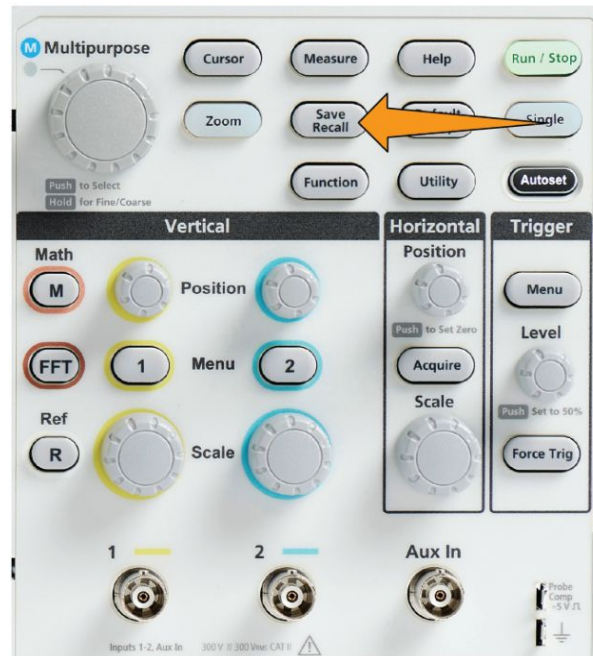 M Multipurpose
Cursor
Measure
Help
Run / Stop
Zoom
Save
Recall
Single
Push to Select
Hold for Fine/Coarse
Function
Utility
Autoset
Vertical
Horizontal
Trigger
Math
M
Position
Position
Menu
Push to Set Zero
Level
FFT
1
Menu
2
Acquire
Push Set to 50%
Ref
R
Scale
Scale
Force Trig
1
2
Aux In
Probe
Comp
~5 V
Inputs 1-2, Aux In
300 V
300 VRMS CAT II